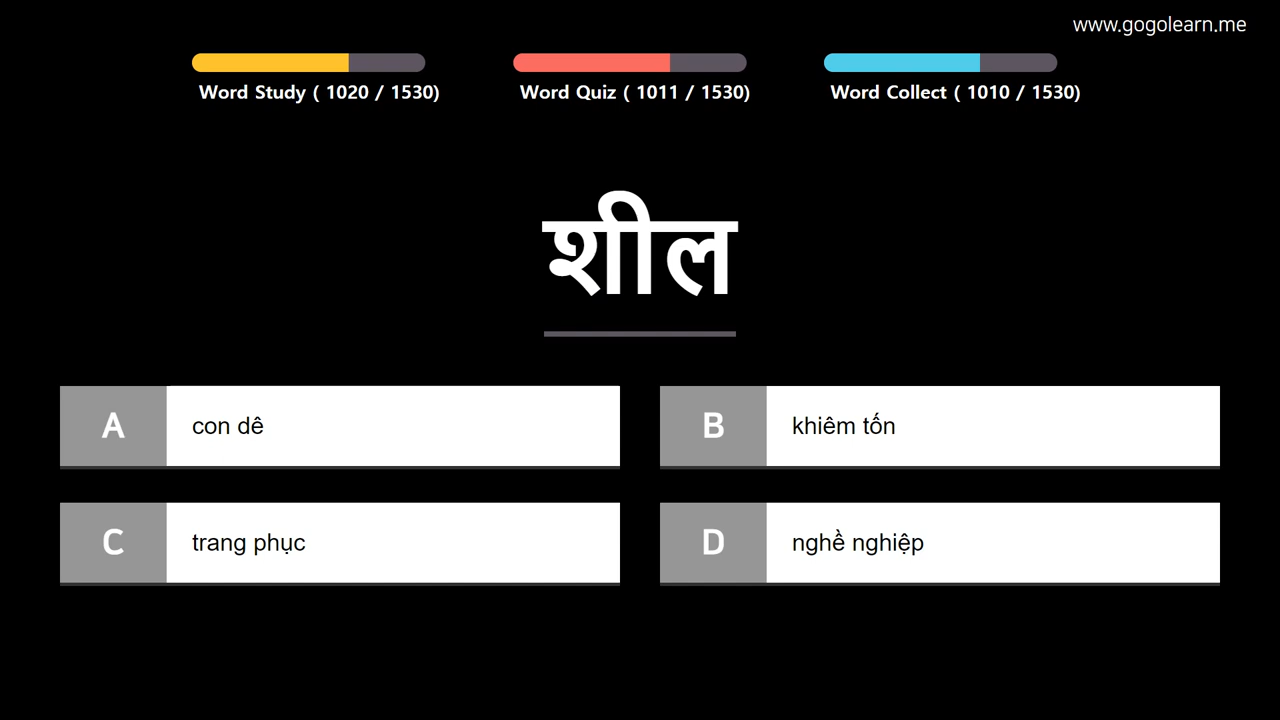 www.gogolearn.me
Word Study ( 1020 / 1530)
Word Quiz ( 1011 / 1530)
Word Collect ( 1010 / 1530)
शील
A con dê
B khiêm tốn
C trang phục
D nghề nghiệp